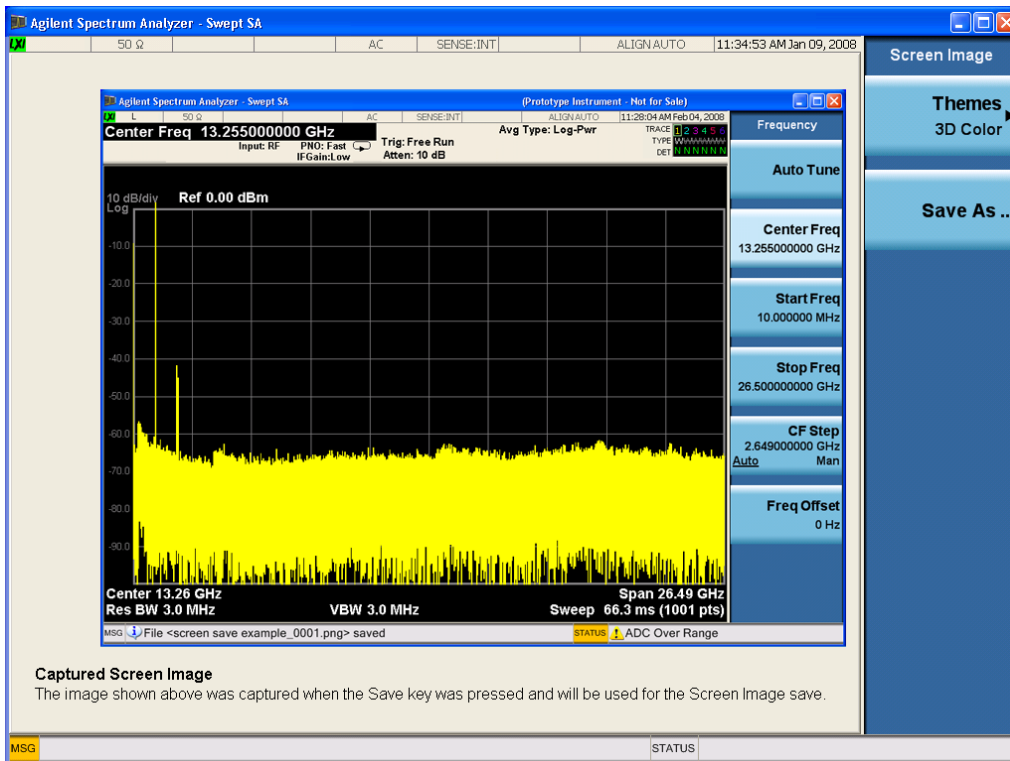 Agilent Spectrum Analyzer - Swept SA
LXI 50 Ω AC SENSE:INT ALIGN AUTO 11:34:53 AM Jan 09, 2008
Screen Image
Themes
3D Color
Save As ..
Agilent Spectrum Analyzer - Swept SA (Prototype Instrument - Not for Sale)
LXI L 50 Ω AC SENSE:INT ALIGNAUTO 11:28:04 AM Feb 04, 2008
Center Freq 13.255000000 GHz
Input: RF PNO: Fast
IFGain:Low
Trig: Free Run
Atten: 10 dB
Avg Type: Log-Pwr
TRACE 1 2 3 4 5 6
TYPE WWWWWW
DET N N N N N N
10 dB/div Ref 0.00 dBm
Log
-10.0
-20.0
-30.0
-40.0
-50.0
-60.0
-70.0
-80.0
-90.0
Center 13.26 GHz Span 26.49 GHz
Res BW 3.0 MHz VBW 3.0 MHz Sweep 66.3 ms (1001 pts)
MSG File <screen save example_0001.png> saved STATUS ADC Over Range
Frequency
Auto Tune
Center Freq
13.255000000 GHz
Start Freq
10.000000 MHz
Stop Freq
26.500000000 GHz
CF Step
2.649000000 GHz
Auto Man
Freq Offset
0 Hz
Captured Screen Image
The image shown above was captured when the Save key was pressed and will be used for the Screen Image save.
MSG STATUS